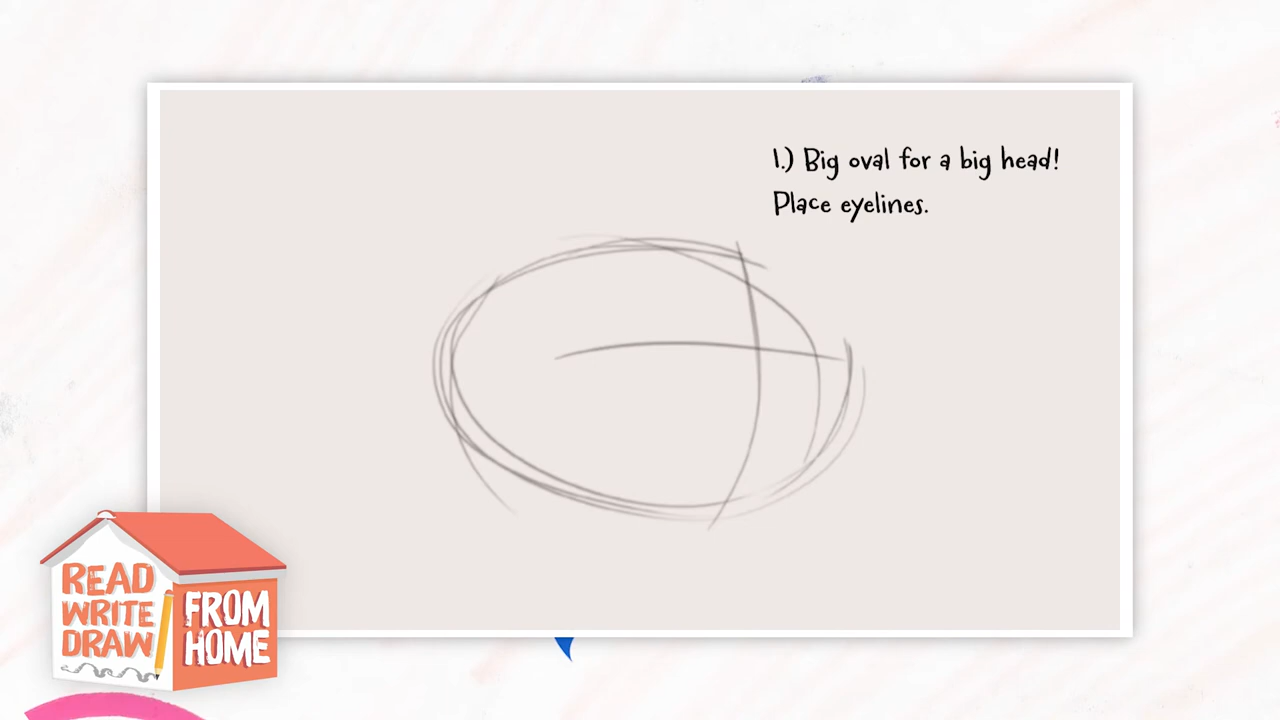 1.) Big oval for a big head!
Place eyelines.
READ
WRITE
DRAW
FROM
HOME